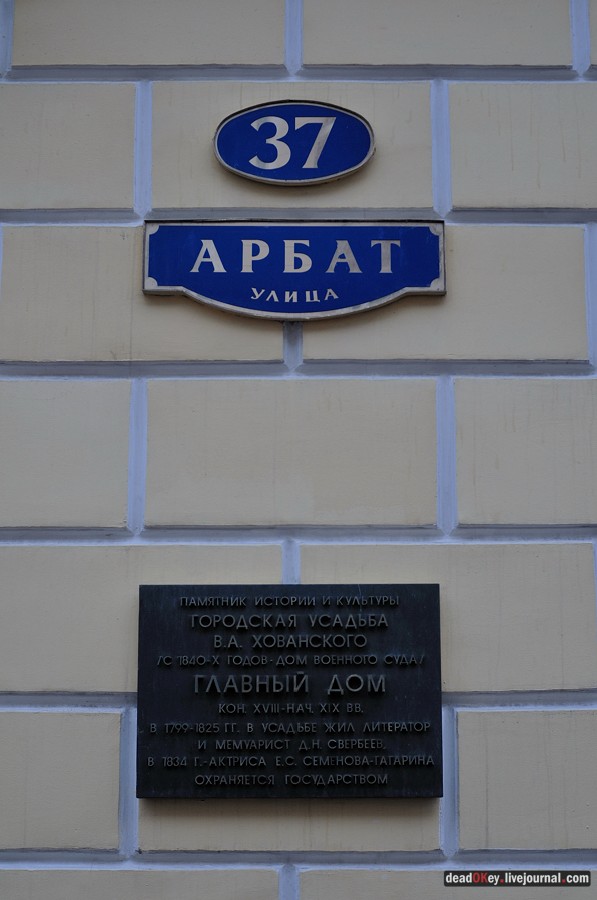 37
АРБАТ
УЛИЦА
ПАМЯТНИК ИСТОРИИ И КУЛЬТУРЫ
ГОРОДСКАЯ УСАДЬБА
В.А. ХОВАНСКОГО
/С 1840-Х ГОДОВ - ДОМ ВОЕННОГО СУДА/
ГЛАВНЫЙ ДОМ
КОН. XVIII-НАЧ. XIX ВВ.
В 1799-1825 ГГ. В УСАДЬБЕ ЖИЛ ЛИТЕРАТОР
И МЕМУАРИСТ Д.Н. СВЕРБЕЕВ,
В 1834 Г.-АКТРИСА Е.С. СЕМЕНОВА-ГАГАРИНА
ОХРАНЯЕТСЯ ГОСУДАРСТВОМ
deadOKey.livejournal.com